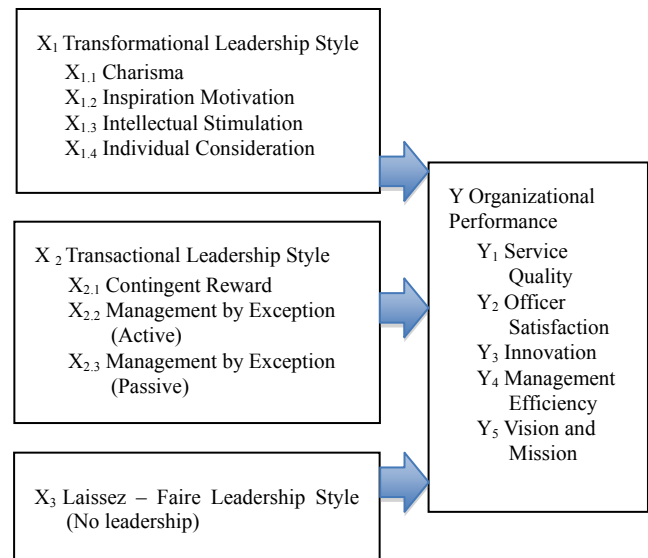 X₁ Transformational Leadership Style
X₁.₁ Charisma
X₁.₂ Inspiration Motivation
X₁.₃ Intellectual Stimulation
X₁.₄ Individual Consideration
X ₂ Transactional Leadership Style
X₂.₁ Contingent Reward
X₂.₂ Management by Exception
(Active)
X₂.₃ Management by Exception
(Passive)
X₃ Laissez – Faire Leadership Style
(No leadership)
Y Organizational
Performance
Y₁ Service
Quality
Y₂ Officer
Satisfaction
Y₃ Innovation
Y₄ Management
Efficiency
Y₅ Vision and
Mission